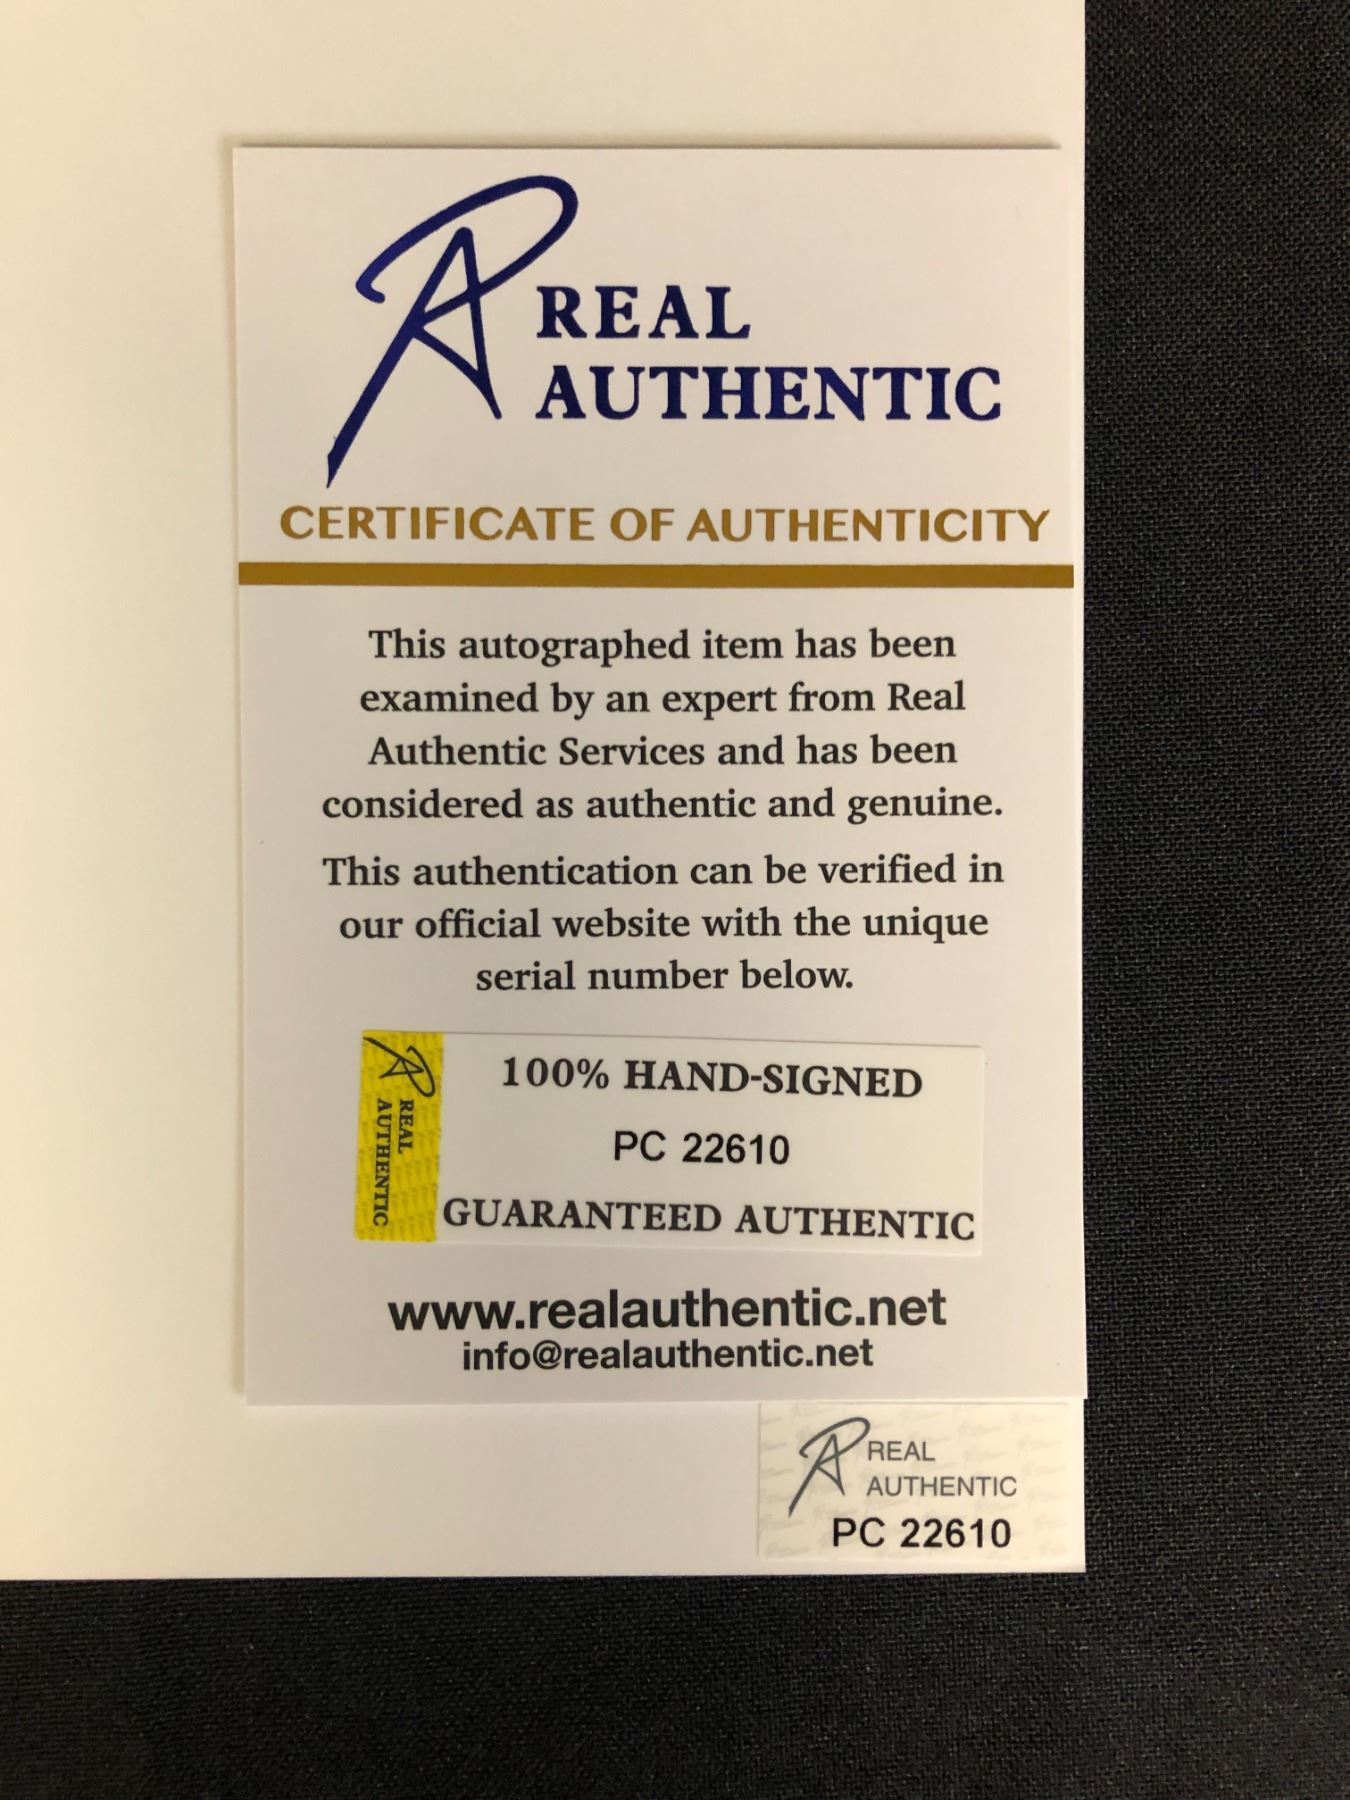 REAL
AUTHENTIC
CERTIFICATE OF AUTHENTICITY
This autographed item has been
examined by an expert from Real
Authentic Services and has been
considered as authentic and genuine.
This authentication can be verified in
our official website with the unique
serial number below.
REAL
AUTHENTIC
100% HAND-SIGNED
PC 22610
GUARANTEED AUTHENTIC
www.realauthentic.net
info@realauthentic.net
REAL
AUTHENTIC
PC 22610